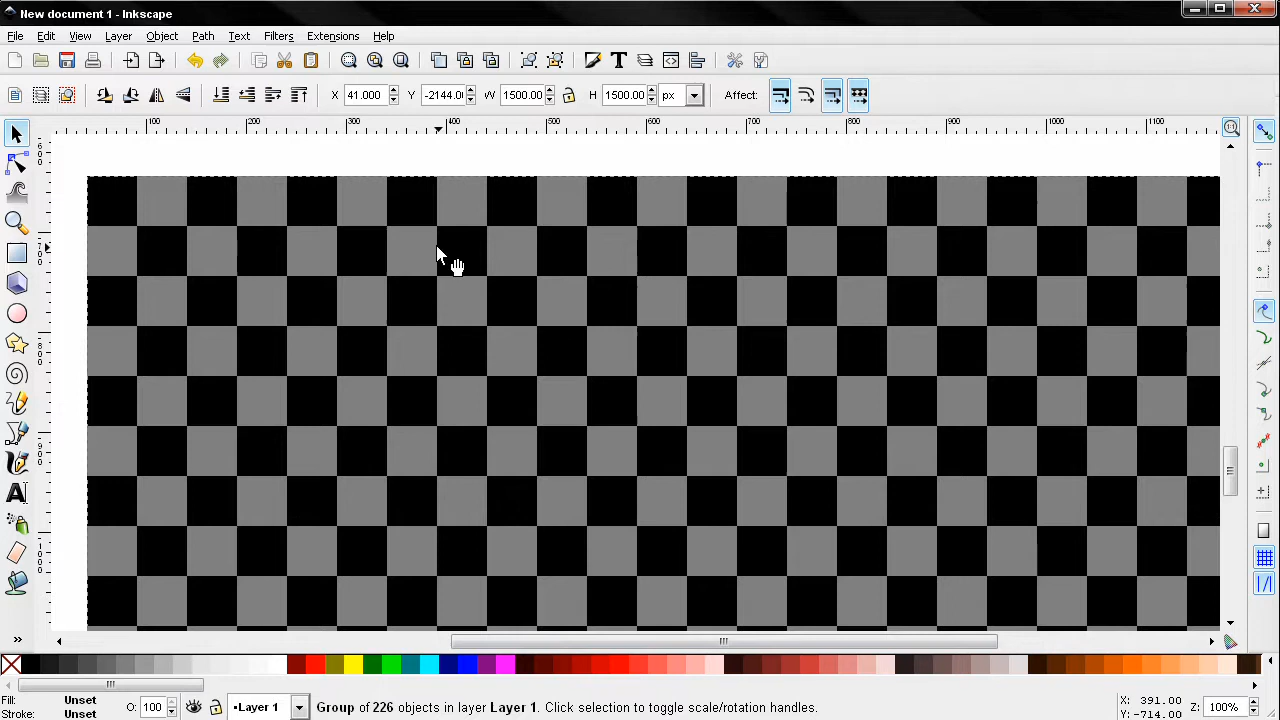 New document 1 - Inkscape
File Edit View Layer Object Path Text Filters Extensions Help
X 41.000 Y -2144.0 W 1500.00 H 1500.00 px Affect:
100 200 300 400 500 600 700 800 900 1000 1100
Fill: Unset
Stroke: Unset
O: 100
•Layer 1
Group of 226 objects in layer Layer 1. Click selection to toggle scale/rotation handles.
X: 391.00
Y: -714.00
Z: 100%